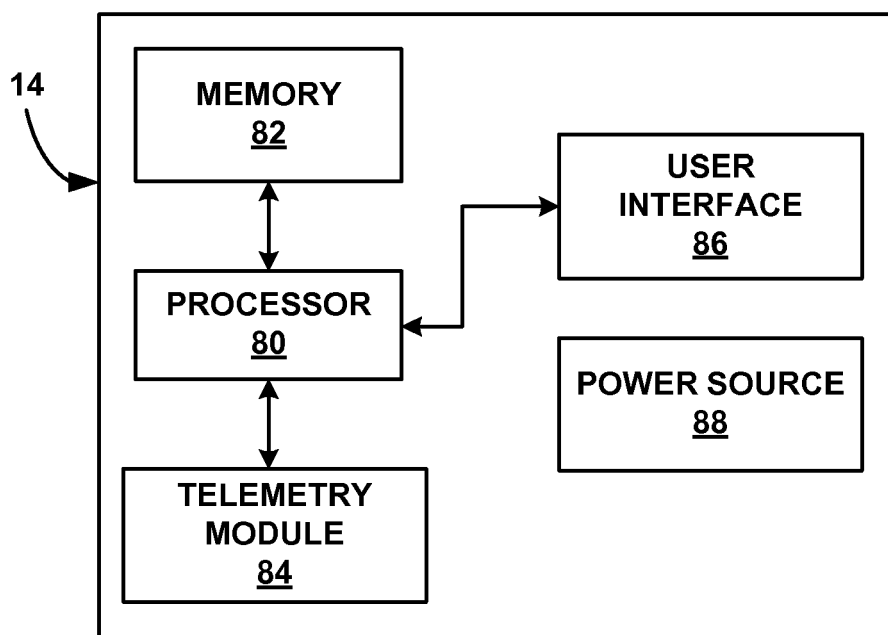 14
MEMORY
82
USER
INTERFACE
86
PROCESSOR
80
POWER SOURCE
88
TELEMETRY
MODULE
84